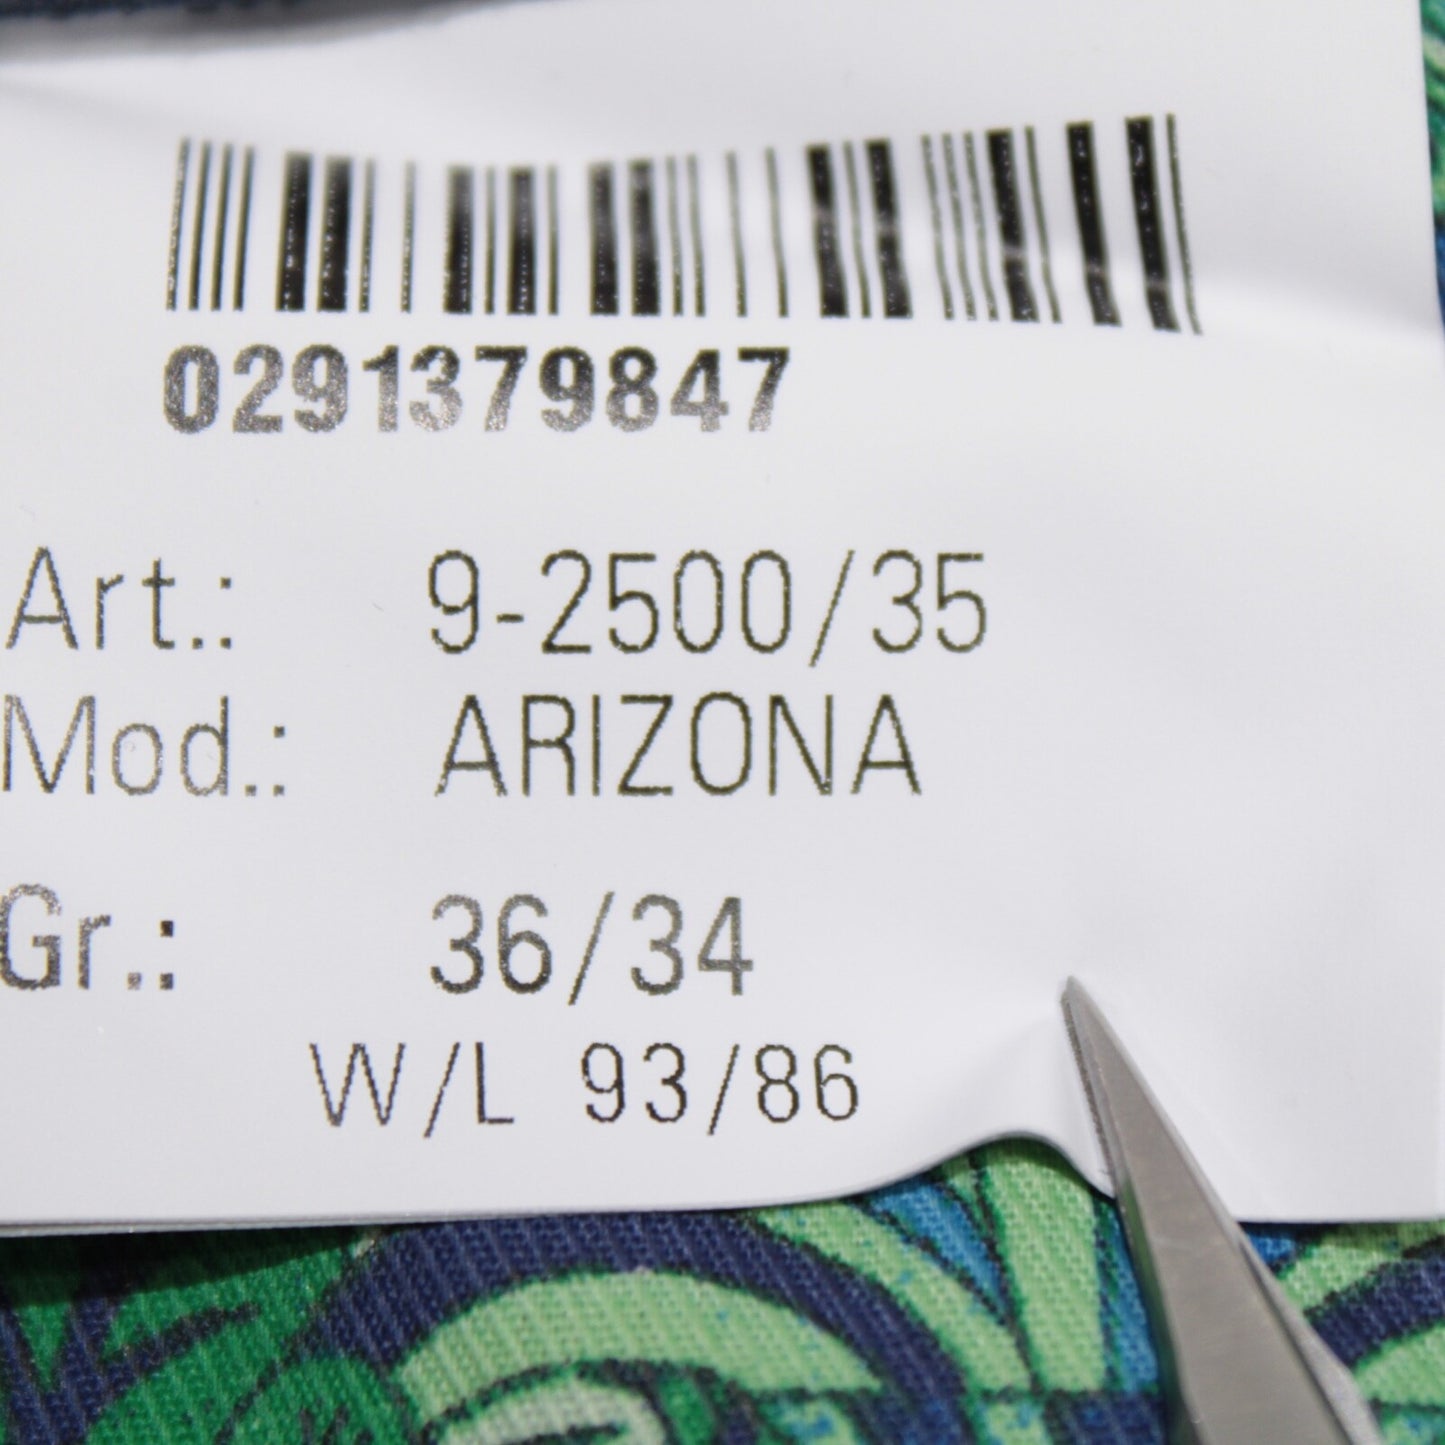 0291379847
Art.: 9-2500/35
Mod.: ARIZONA
Gr.: 36/34
W/L 93/86